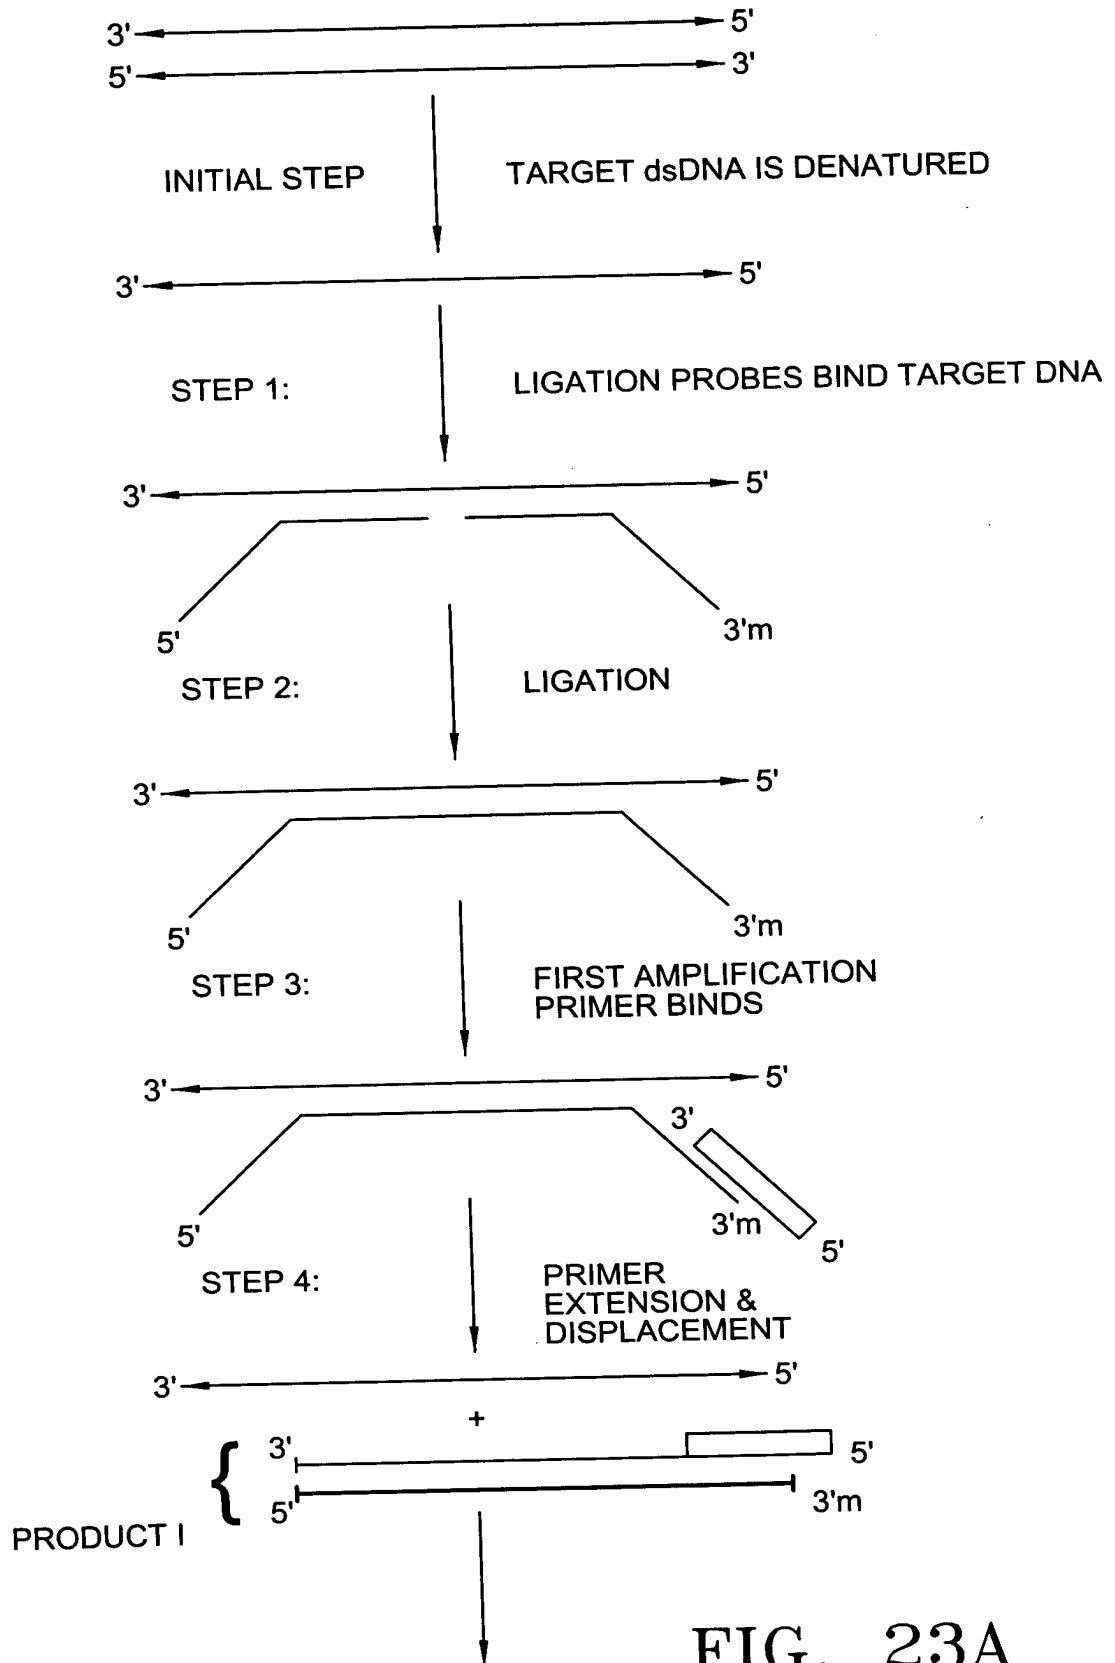 3' 5'
5' 3'
INITIAL STEP TARGET dsDNA IS DENATURED
3' 5'
STEP 1: LIGATION PROBES BIND TARGET DNA
3' 5'
5' 3'm
STEP 2: LIGATION
3' 5'
5' 3'm
STEP 3: FIRST AMPLIFICATION
PRIMER BINDS
3' 5'
3'
5' 3'm 5'
STEP 4: PRIMER
EXTENSION &
DISPLACEMENT
3' 5'
+
3' 5'
{
5' 3'm
PRODUCT I
FIG. 23A